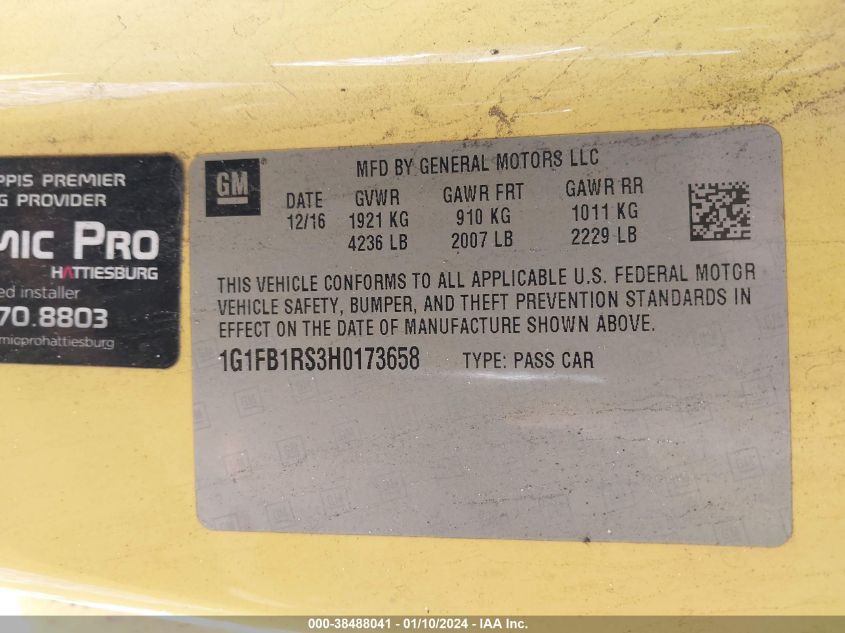 PPIS PREMIER
G PROVIDER
MIC PRO
HATTIESBURG
ed installer
70.8803
micprohattiesburg
GM
MFD BY GENERAL MOTORS LLC
DATE GVWR GAWR FRT GAWR RR
12/16 1921 KG 910 KG 1011 KG
4236 LB 2007 LB 2229 LB
THIS VEHICLE CONFORMS TO ALL APPLICABLE U.S. FEDERAL MOTOR
VEHICLE SAFETY, BUMPER, AND THEFT PREVENTION STANDARDS IN
EFFECT ON THE DATE OF MANUFACTURE SHOWN ABOVE.
1G1FB1RS3H0173658 TYPE: PASS CAR
000-38488041 - 01/10/2024 - IAA Inc.